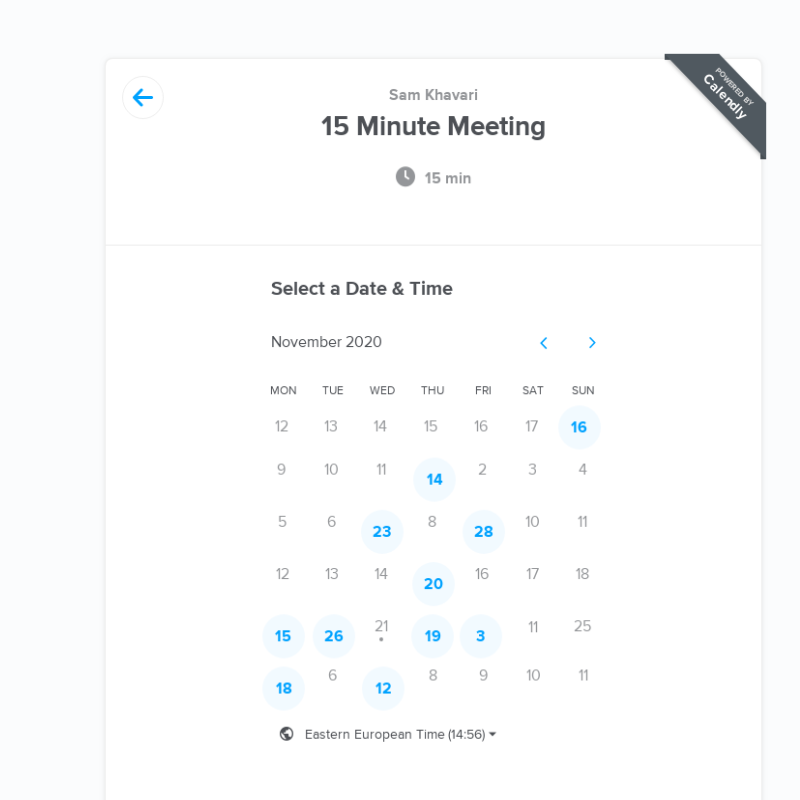 POWERED BY
Calendly
Sam Khavari
15 Minute Meeting
15 min
Select a Date & Time
November 2020
MON TUE WED THU FRI SAT SUN
12 13 14 15 16 17 16
9 10 11 14 2 3 4
5 6 23 8 28 10 11
12 13 14 20 16 17 18
15 26 21 19 3 11 25
18 6 12 8 9 10 11
Eastern European Time (14:56)